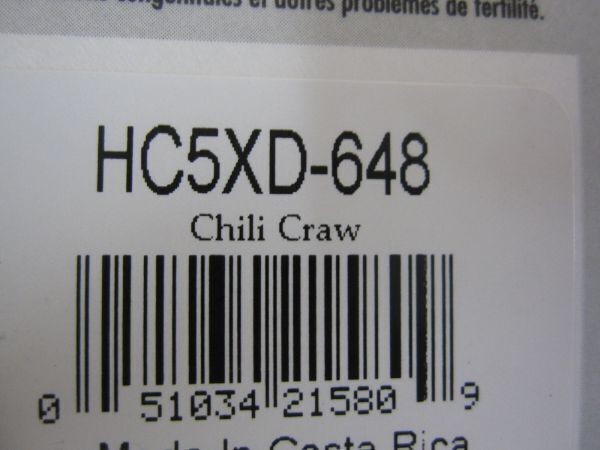 congénitales et autres problèmes de fertilité.
HC5XD-648
Chili Craw
0 51034 21580 9
Made In Costa Rica